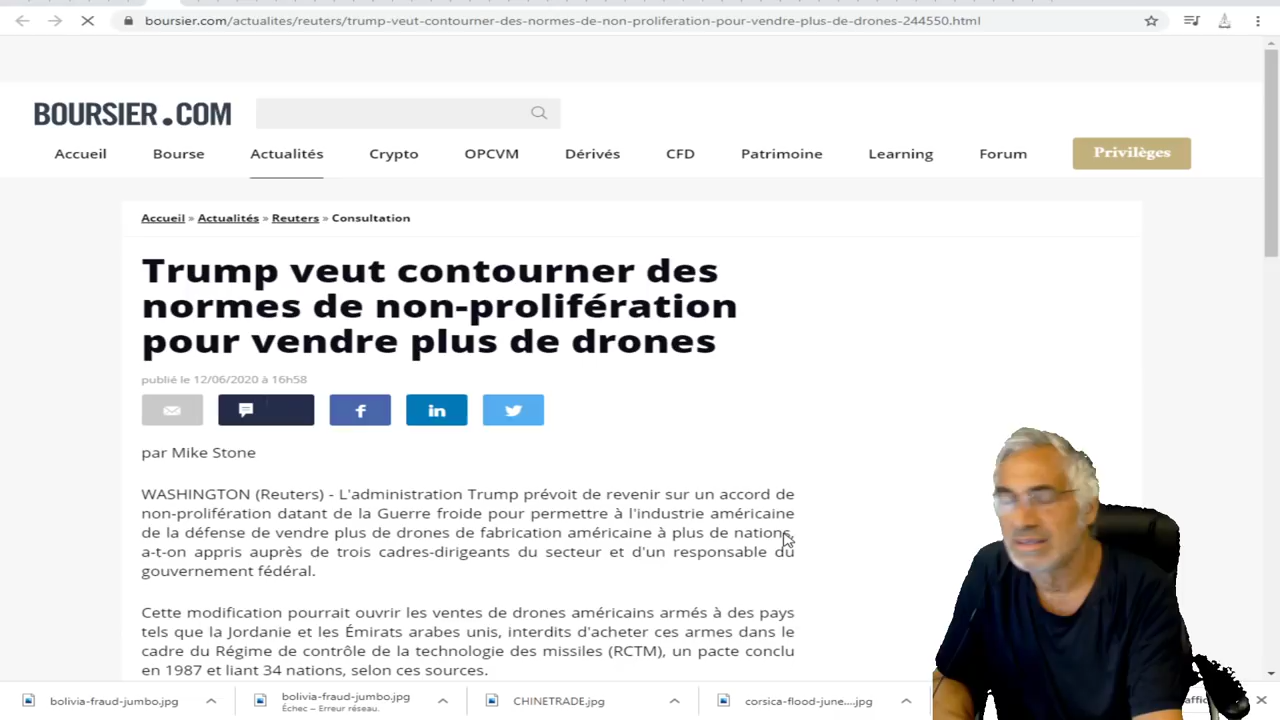 boursier.com/actualites/reuters/trump-veut-contourner-des-normes-de-non-proliferation-pour-vendre-plus-de-drones-244550.html
BOURSIER.COM
Accueil Bourse Actualités Crypto OPCVM Dérivés CFD Patrimoine Learning Forum Privilèges
Accueil » Actualités » Reuters » Consultation
Trump veut contourner des
normes de non-prolifération
pour vendre plus de drones
publié le 12/06/2020 à 16h58
par Mike Stone
WASHINGTON (Reuters) - L'administration Trump prévoit de revenir sur un accord de
non-prolifération datant de la Guerre froide pour permettre à l'industrie américaine
de la défense de vendre plus de drones de fabrication américaine à plus de nations,
a-t-on appris auprès de trois cadres-dirigeants du secteur et d'un responsable du
gouvernement fédéral.
Cette modification pourrait ouvrir les ventes de drones américains armés à des pays
tels que la Jordanie et les Émirats arabes unis, interdits d'acheter ces armes dans le
cadre du Régime de contrôle de la technologie des missiles (RCTM), un pacte conclu
en 1987 et liant 34 nations, selon ces sources.
bolivia-fraud-jumbo.jpg bolivia-fraud-jumbo.jpg CHINETRADE.jpg corsica-flood-june....jpg
Échec – Erreur réseau.